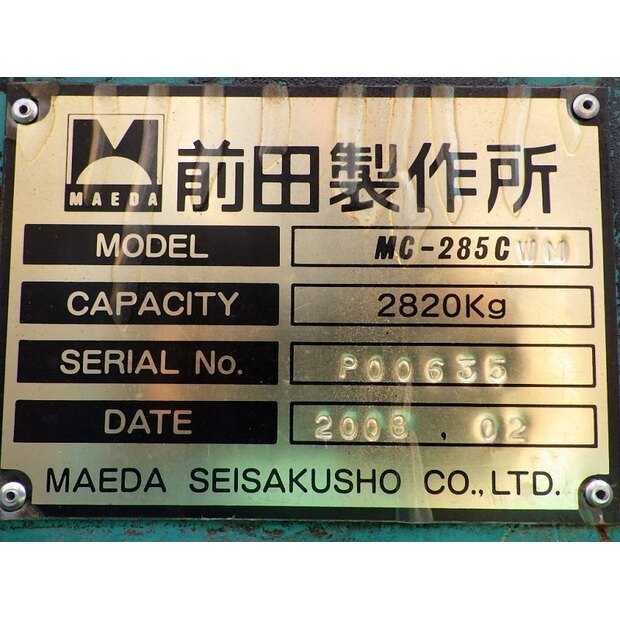 MAEDA 前田製作所
MODEL MC-285CWM
CAPACITY 2820Kg
SERIAL No. P00635
DATE 2008 . 02
MAEDA SEISAKUSHO CO.,LTD.